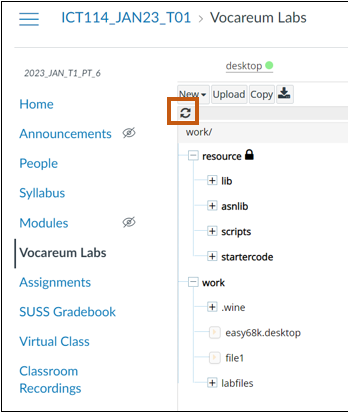 ICT114_JAN23_T01 > Vocareum Labs
2023_JAN_T1_PT_6
Home
Announcements
People
Syllabus
Modules
Vocareum Labs
Assignments
SUSS Gradebook
Virtual Class
Classroom
Recordings
desktop
New Upload Copy
work/
resource
lib
asnlib
scripts
startercode
work
.wine
easy68k.desktop
file1
labfiles